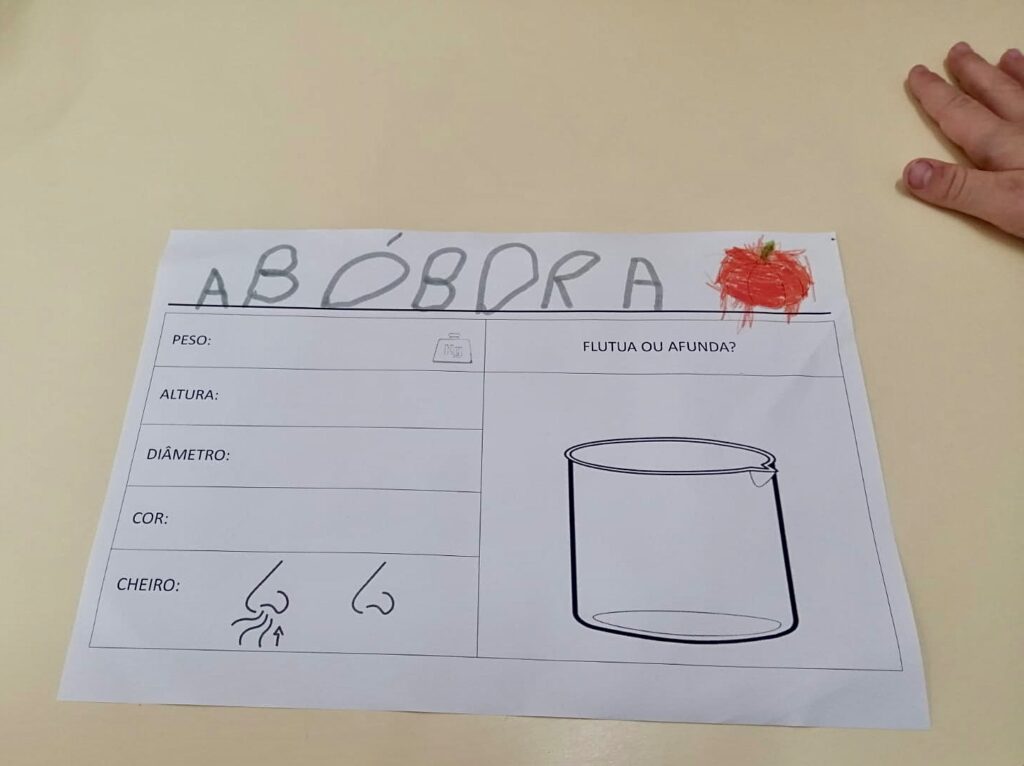 ABÓBORA
PESO:
FLUTUA OU AFUNDA?
ALTURA:
DIÂMETRO:
COR:
CHEIRO: